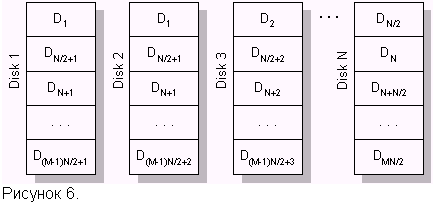 Disk 1
D1
DN/2+1
DN+1
. . .
D(M-1)N/2+1
Disk 2
D1
DN/2+1
DN+1
. . .
D(M-1)N/2+2
Disk 3
D2
DN/2+2
DN+2
. . .
D(M-1)N/2+3
. . .
Disk N
DN/2
DN
DN+N/2
. . .
DMN/2
Рисунок 6.